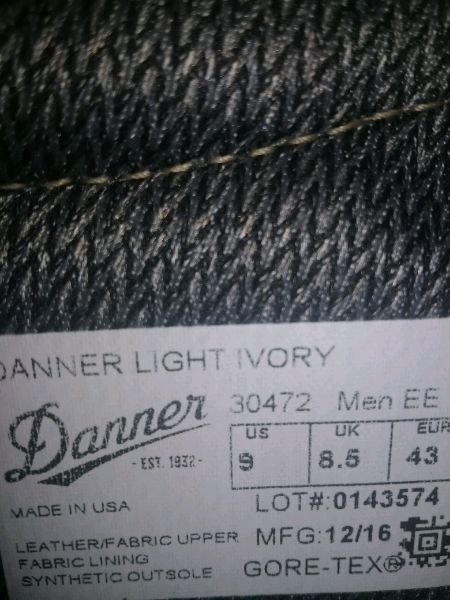 DANNER LIGHT IVORY
Danner
- EST. 1932 -
30472 Men EE
US UK EUR
9 8.5 43
MADE IN USA
LOT#:0143574
LEATHER/FABRIC UPPER
FABRIC LINING
SYNTHETIC OUTSOLE
MFG:12/16
GORE-TEX®